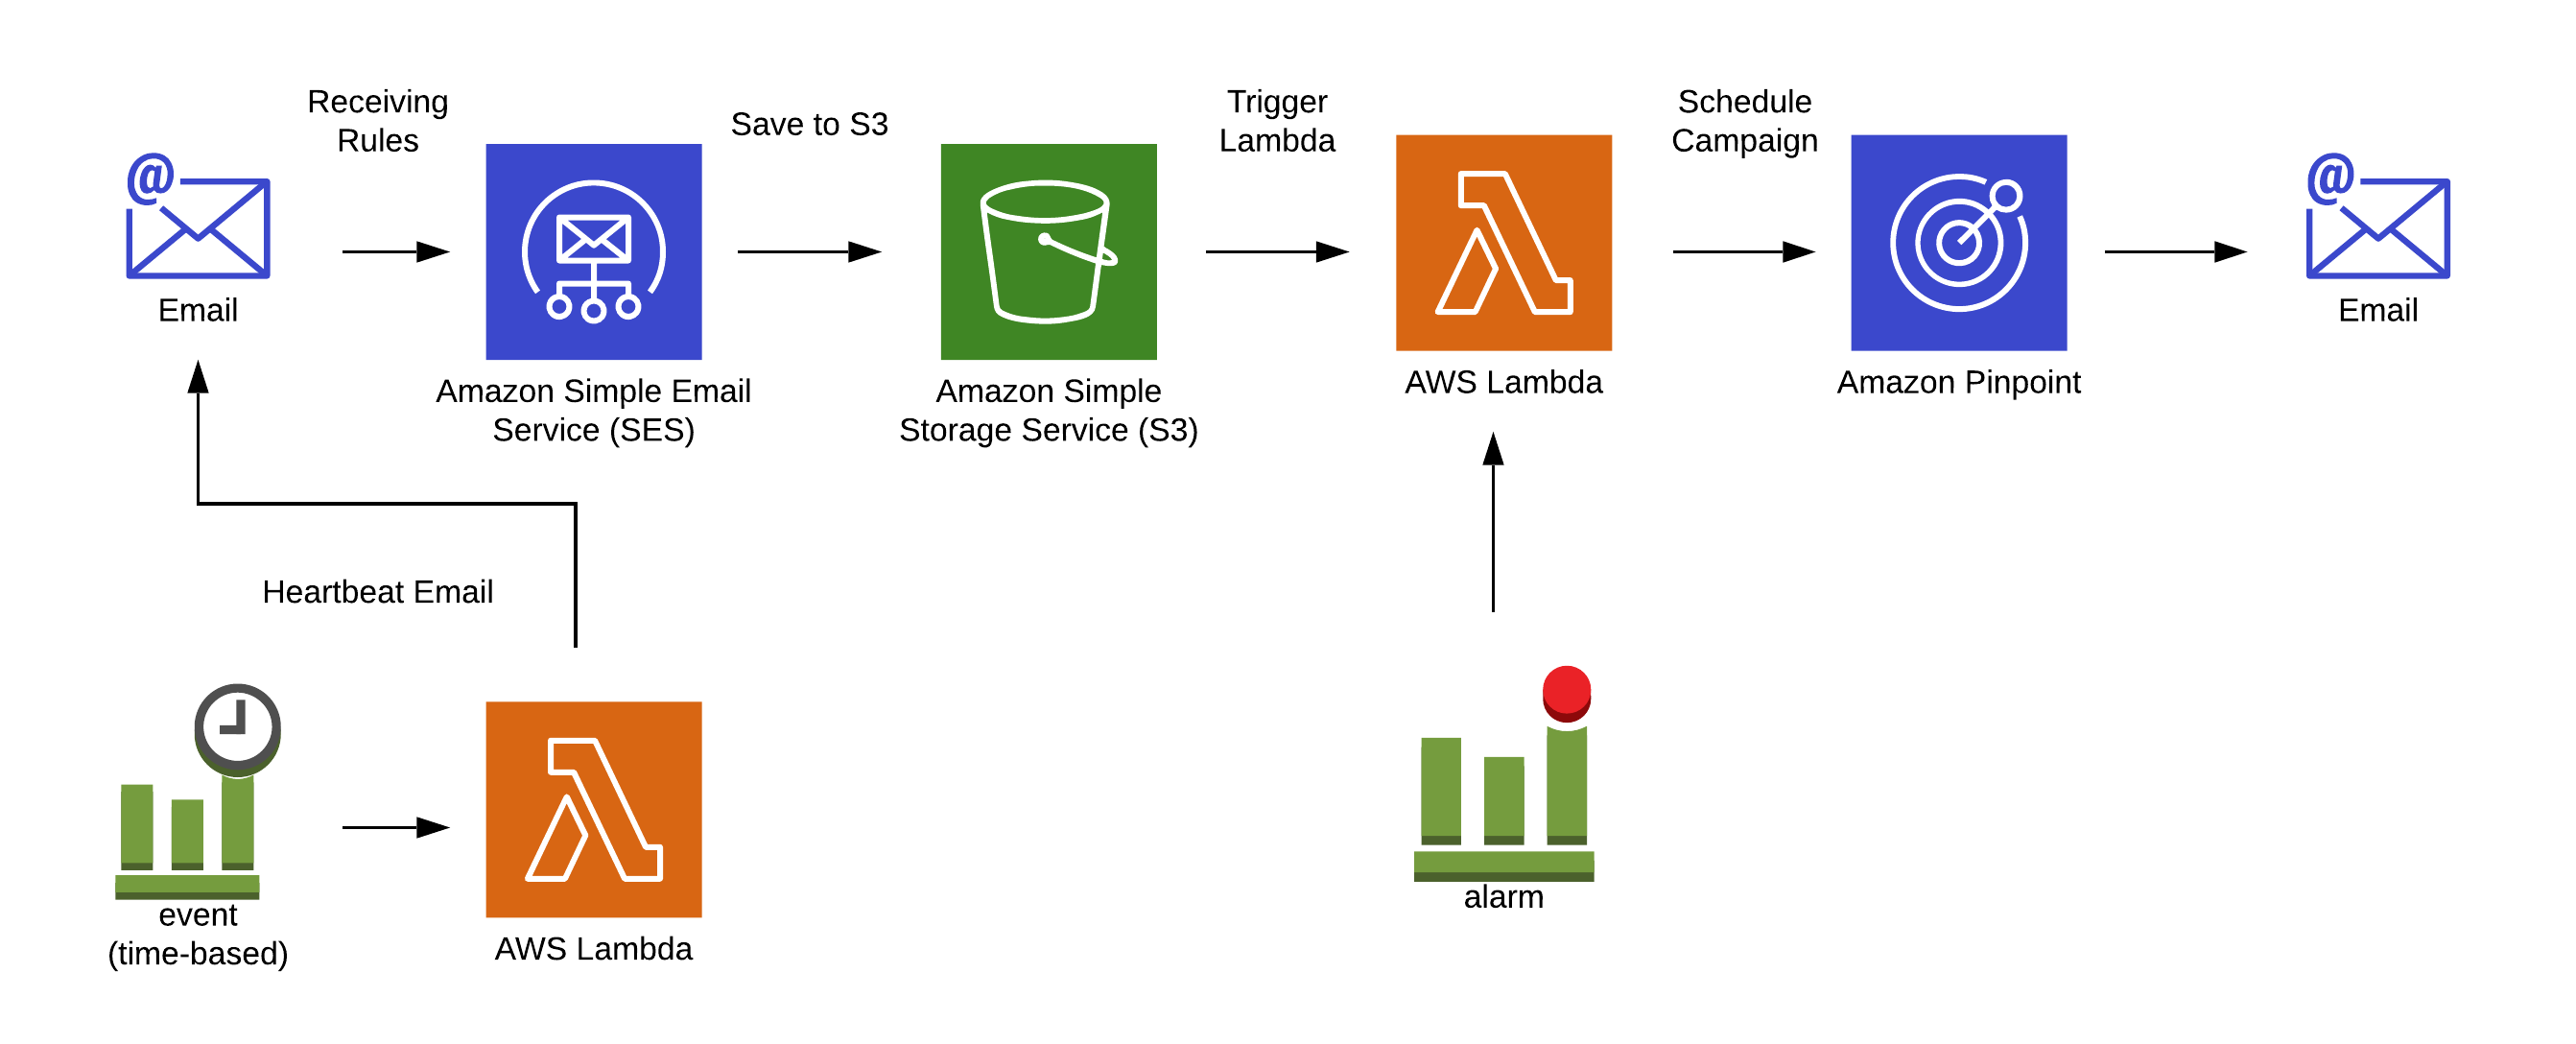 Receiving
Rules
Save to S3
Trigger
Lambda
Schedule
Campaign
@
@
Email
Amazon Simple Email
Service (SES)
Amazon Simple
Storage Service (S3)
AWS Lambda
Amazon Pinpoint
Email
Heartbeat Email
event
(time-based)
AWS Lambda
alarm